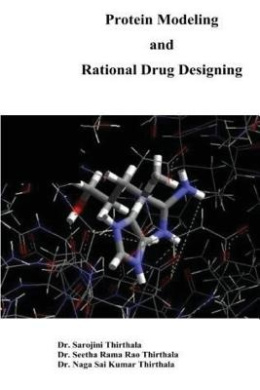 Protein Modeling
and
Rational Drug Designing
Dr. Sarojini Thirthala
Dr. Seetha Rama Rao Thirthala
Dr. Naga Sai Kumar Thirthala